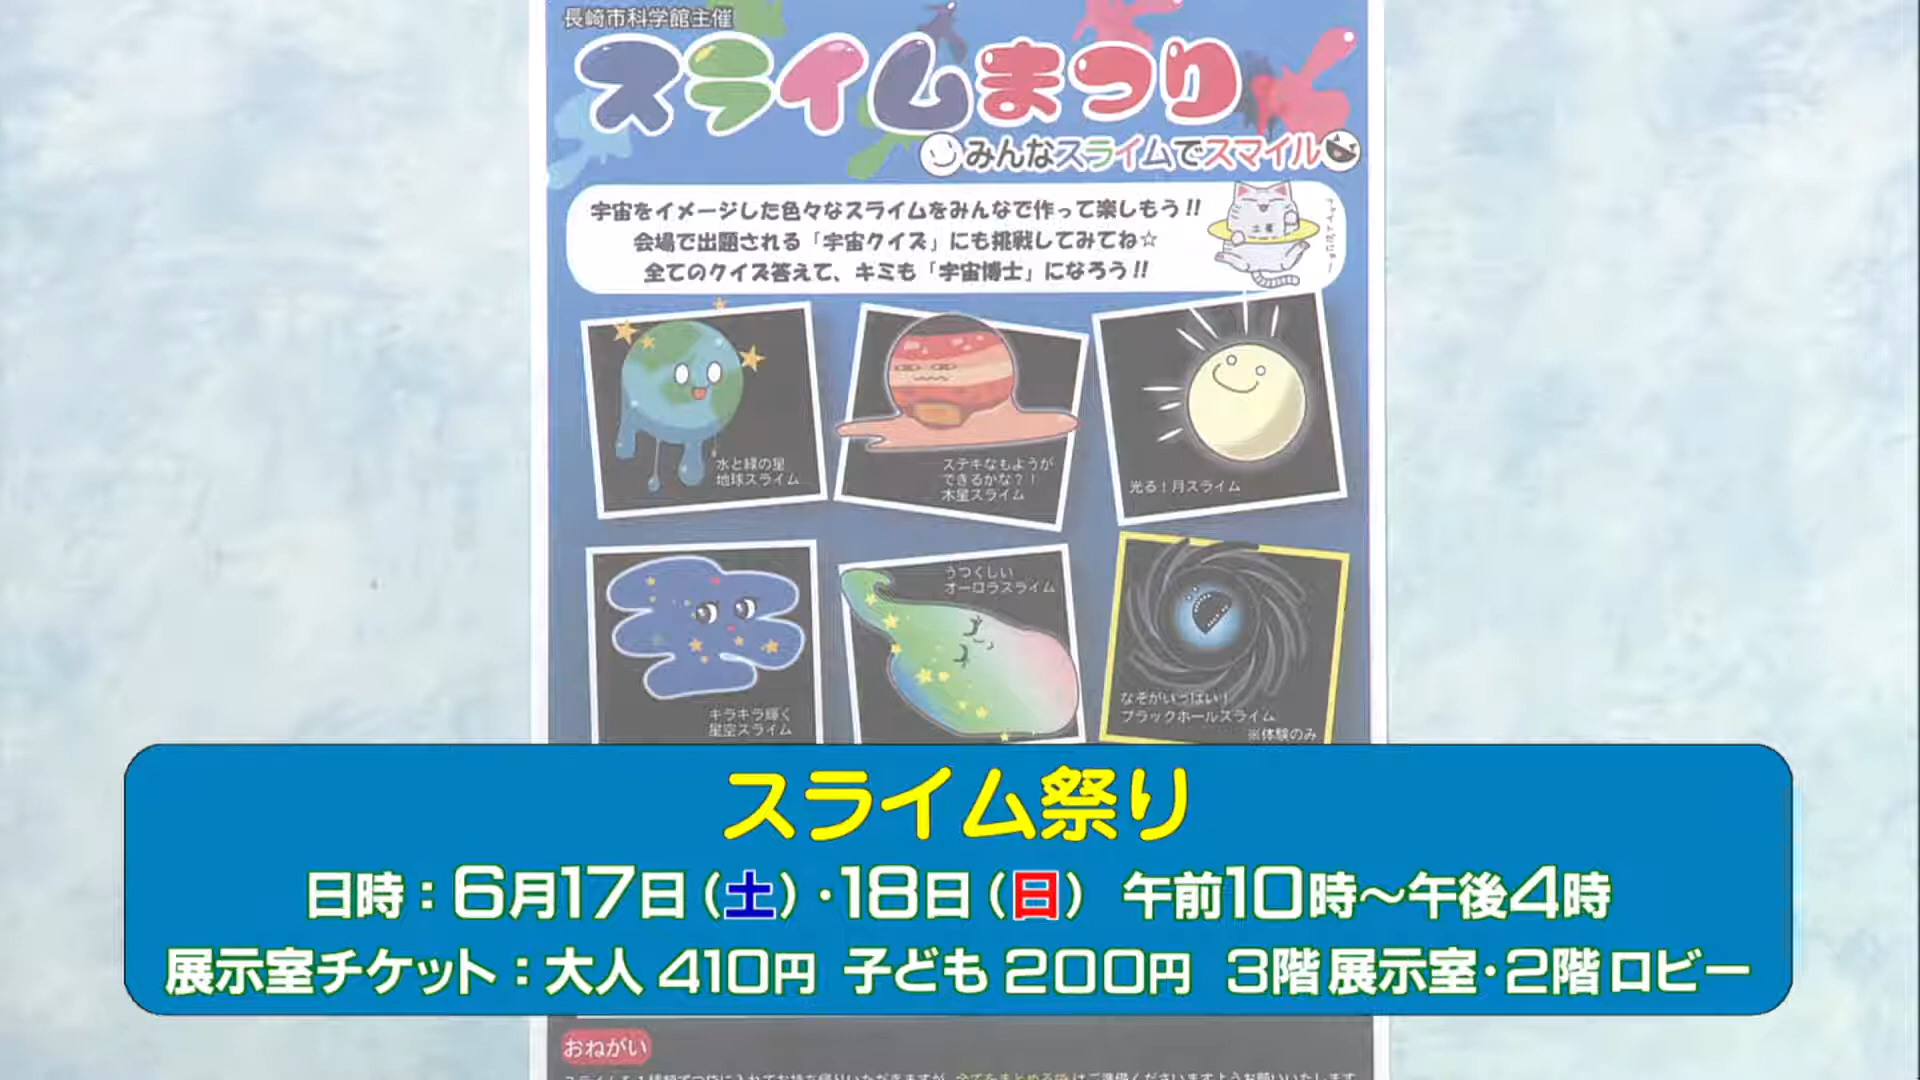 長崎市科学館主催
スライムまつり
みんなスライムでスマイル
宇宙をイメージした色々なスライムをみんなで作って楽しもう!!
会場で出題される「宇宙クイズ」にも挑戦してみてね☆
全てのクイズ答えて、キミも「宇宙博士」になろう!!
水と緑の星
地球スライム
ステキなもようが
できるかな?!
木星スライム
光る!月スライム
キラキラ輝く
星空スライム
うつくしい
オーロラスライム
なぞがいっぱい!
ブラックホールスライム
※体験のみ
スライム祭り
日時:6月17日(土)・18日(日) 午前10時~午後4時
展示室チケット:大人 410円 子ども 200円 3階展示室・2階ロビー
おねがい